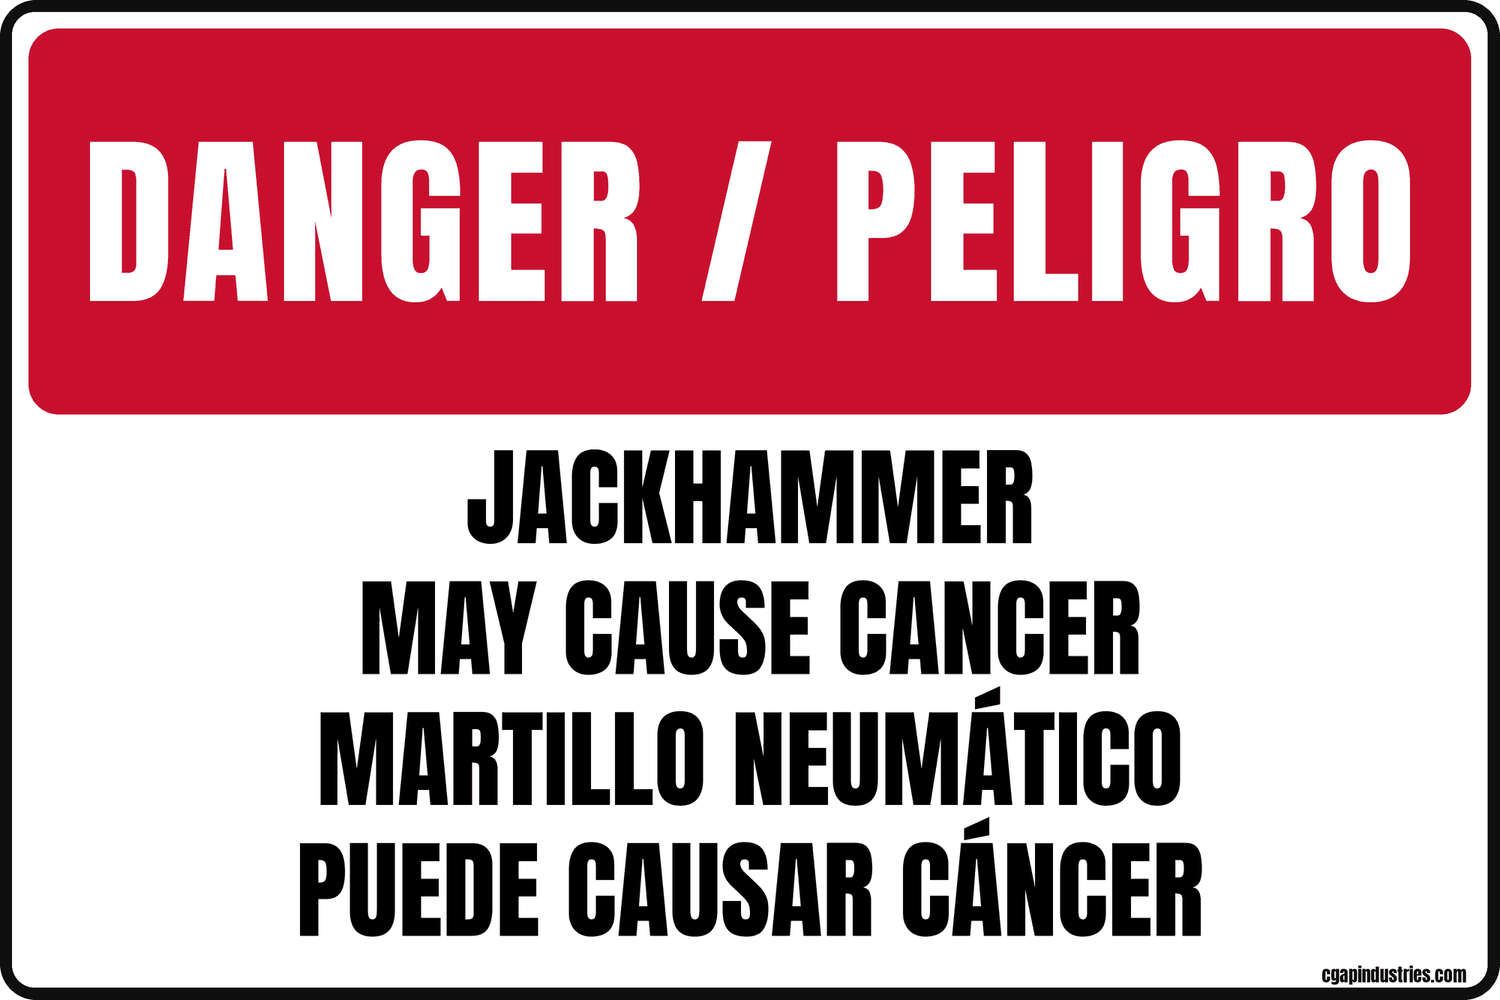 DANGER / PELIGRO
JACKHAMMER
MAY CAUSE CANCER
MARTILLO NEUMÁTICO
PUEDE CAUSAR CÁNCER
cgapindustries.com